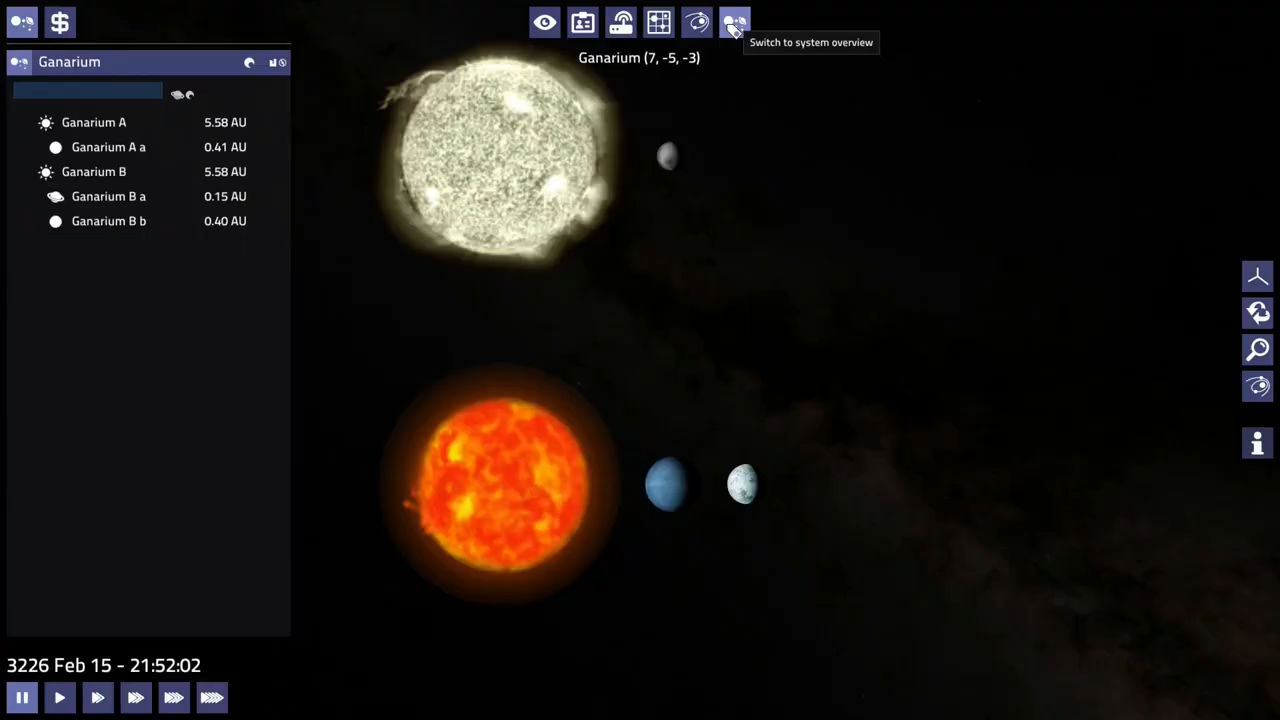 Switch to system overview
Ganarium (7, -5, -3)
Ganarium
Ganarium A 5.58 AU
Ganarium A a 0.41 AU
Ganarium B 5.58 AU
Ganarium B a 0.15 AU
Ganarium B b 0.40 AU
3226 Feb 15 - 21:52:02